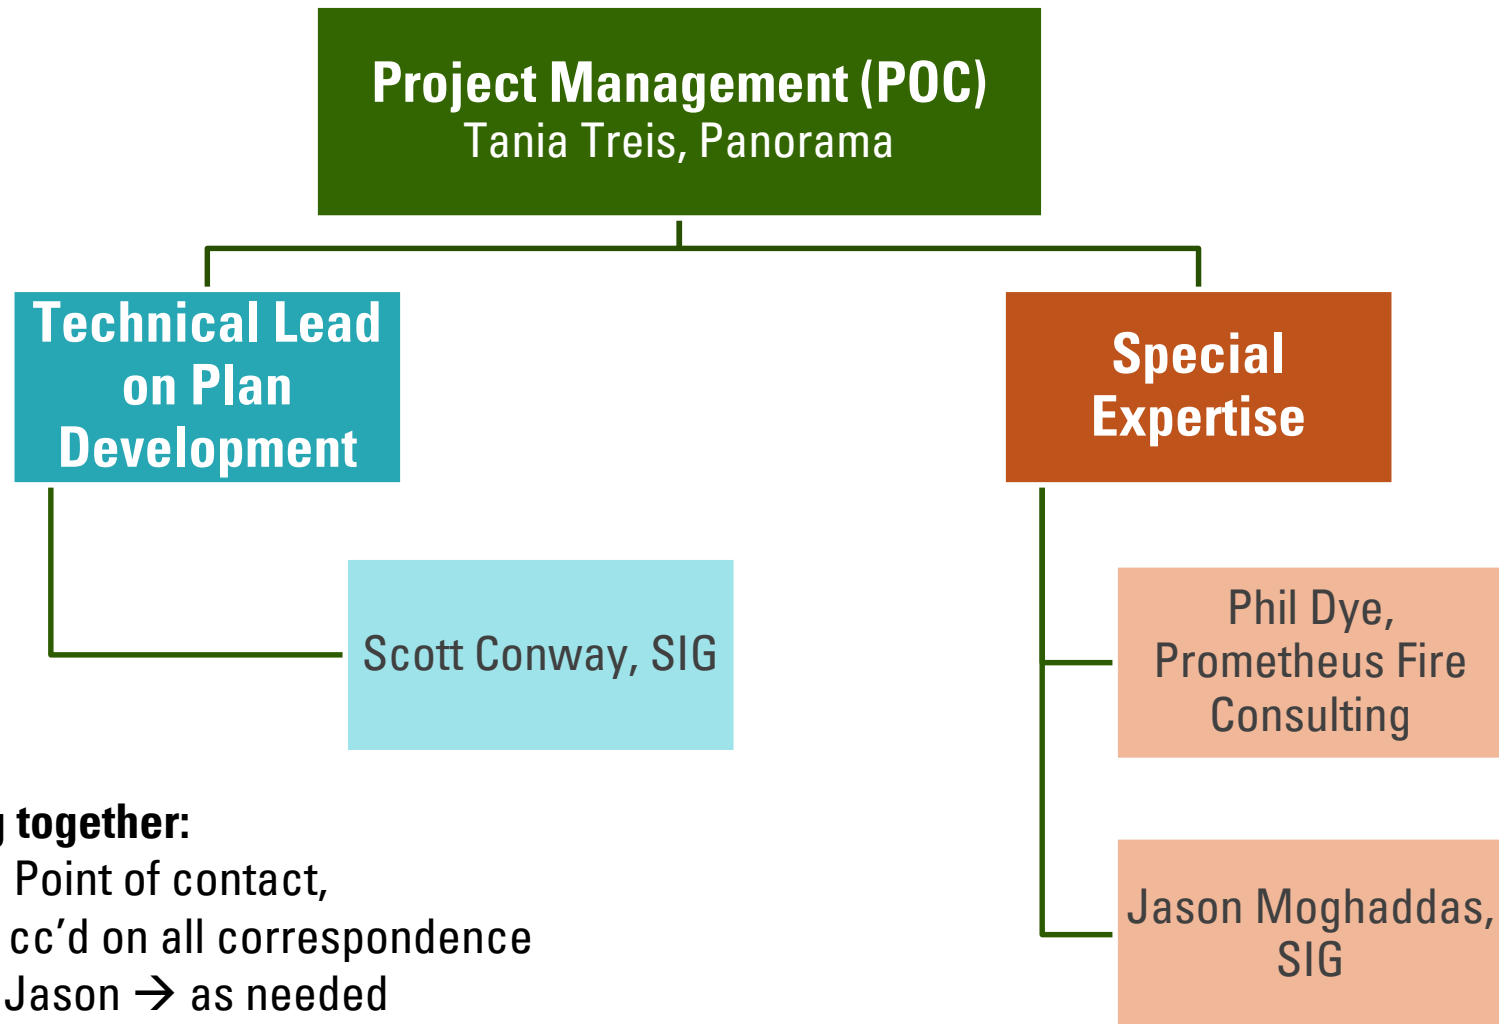 Project Management (POC)
Tania Treis, Panorama
Technical Lead
on Plan
Development
Special
Expertise
Scott Conway, SIG
Phil Dye,
Prometheus Fire
Consulting
Jason Moghaddas,
SIG
together:
Point of contact,
cc’d on all correspondence
Jason → as needed